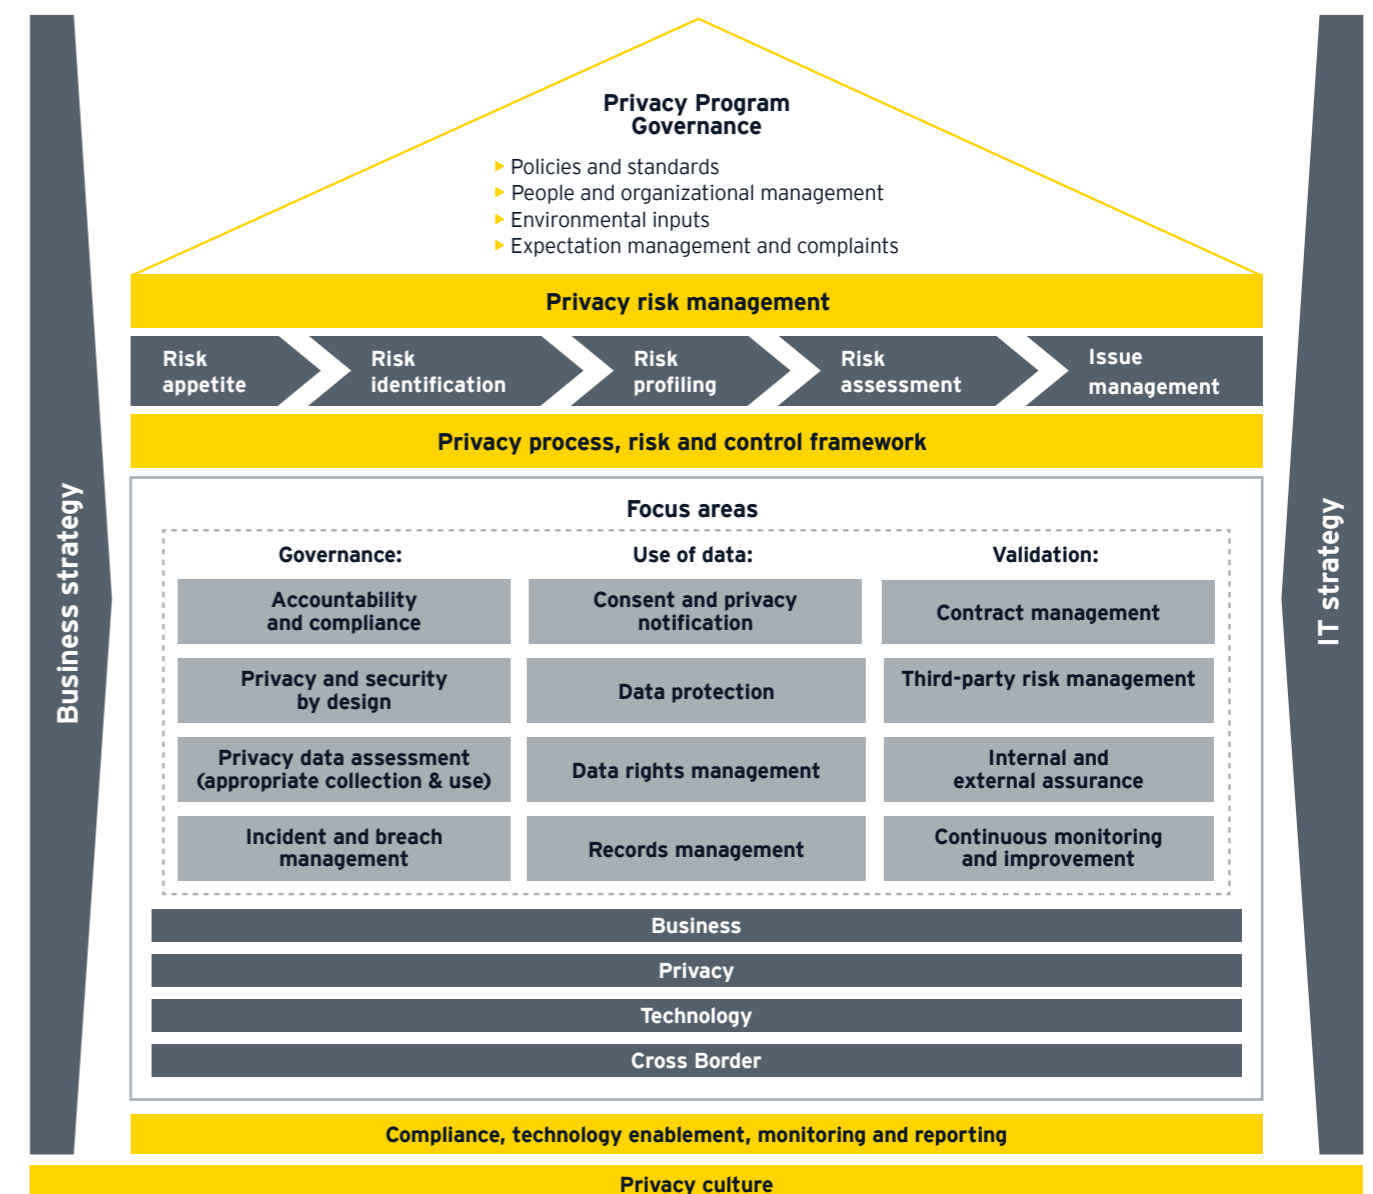 Privacy Program
Governance
Policies and standards
People and organizational management
Environmental inputs
Expectation management and complaints
Privacy risk management
Risk
appetite
Risk
identification
Risk
profiling
Risk
assessment
Issue
management
Privacy process, risk and control framework
Business strategy
IT strategy
Focus areas
Governance:
Accountability
and compliance
Privacy and security
by design
Privacy data assessment
(appropriate collection & use)
Incident and breach
management
Use of data:
Consent and privacy
notification
Data protection
Data rights management
Records management
Validation:
Contract management
Third-party risk management
Internal and
external assurance
Continuous monitoring
and improvement
Business
Privacy
Technology
Cross Border
Compliance, technology enablement, monitoring and reporting
Privacy culture